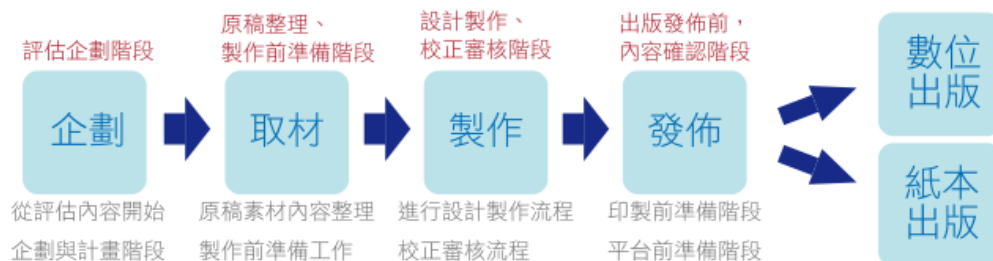 評估企劃階段
原稿整理、
製作前準備階段
設計製作、
校正審核階段
出版發佈前，
內容確認階段
企劃
取材
製作
發佈
數位
出版
紙本
出版
從評估內容開始
企劃與計畫階段
原稿素材內容整理
製作前準備工作
進行設計製作流程
校正審核流程
印製前準備階段
平台前準備階段